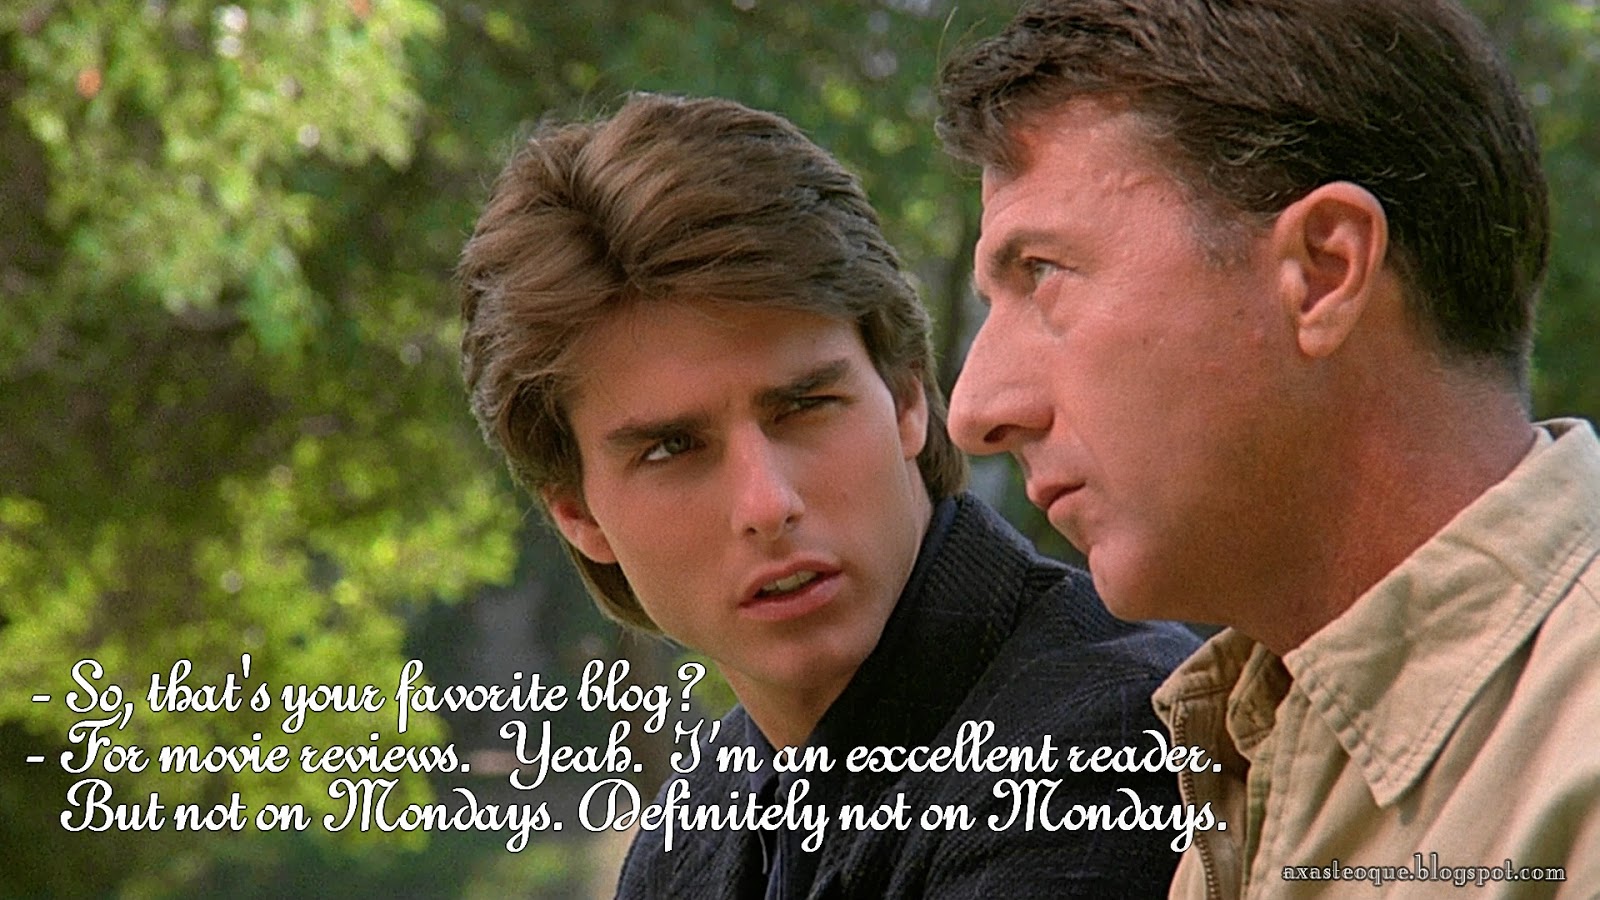 - So, that's your favorite blog?
- For movie reviews. Yeah. I'm an excellent reader.
But not on Mondays. Definitely not on Mondays.
axasteoque.blogspot.com